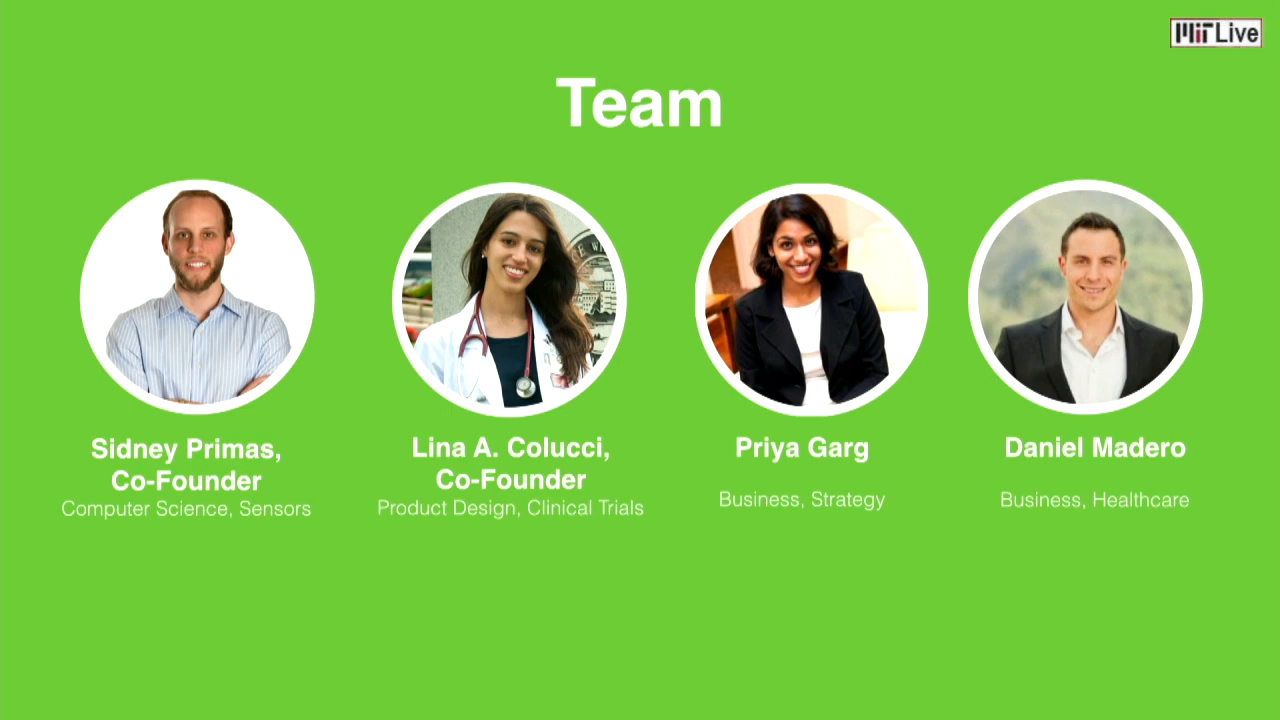 MIT Live
Team
Sidney Primas,
Co-Founder
Computer Science, Sensors
Lina A. Colucci,
Co-Founder
Product Design, Clinical Trials
Priya Garg
Business, Strategy
Daniel Madero
Business, Healthcare